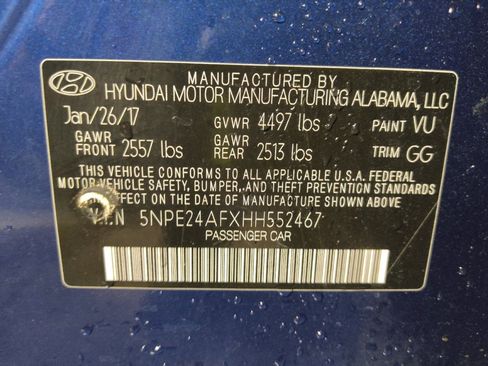 MANUFACTURED BY
HYUNDAI MOTOR MANUFACTURING ALABAMA, LLC
Jan/26/17 GVWR 4497 lbs PAINT VU
GAWR FRONT 2557 lbs GAWR REAR 2513 lbs TRIM GG
THIS VEHICLE CONFORMS TO ALL APPLICABLE U.S.A. FEDERAL
MOTOR VEHICLE SAFETY, BUMPER, AND THEFT PREVENTION STANDARDS
IN EFFECT ON THE DATE OF MANUFACTURE SHOWN ABOVE.
5NPE24AFXHH552467
PASSENGER CAR